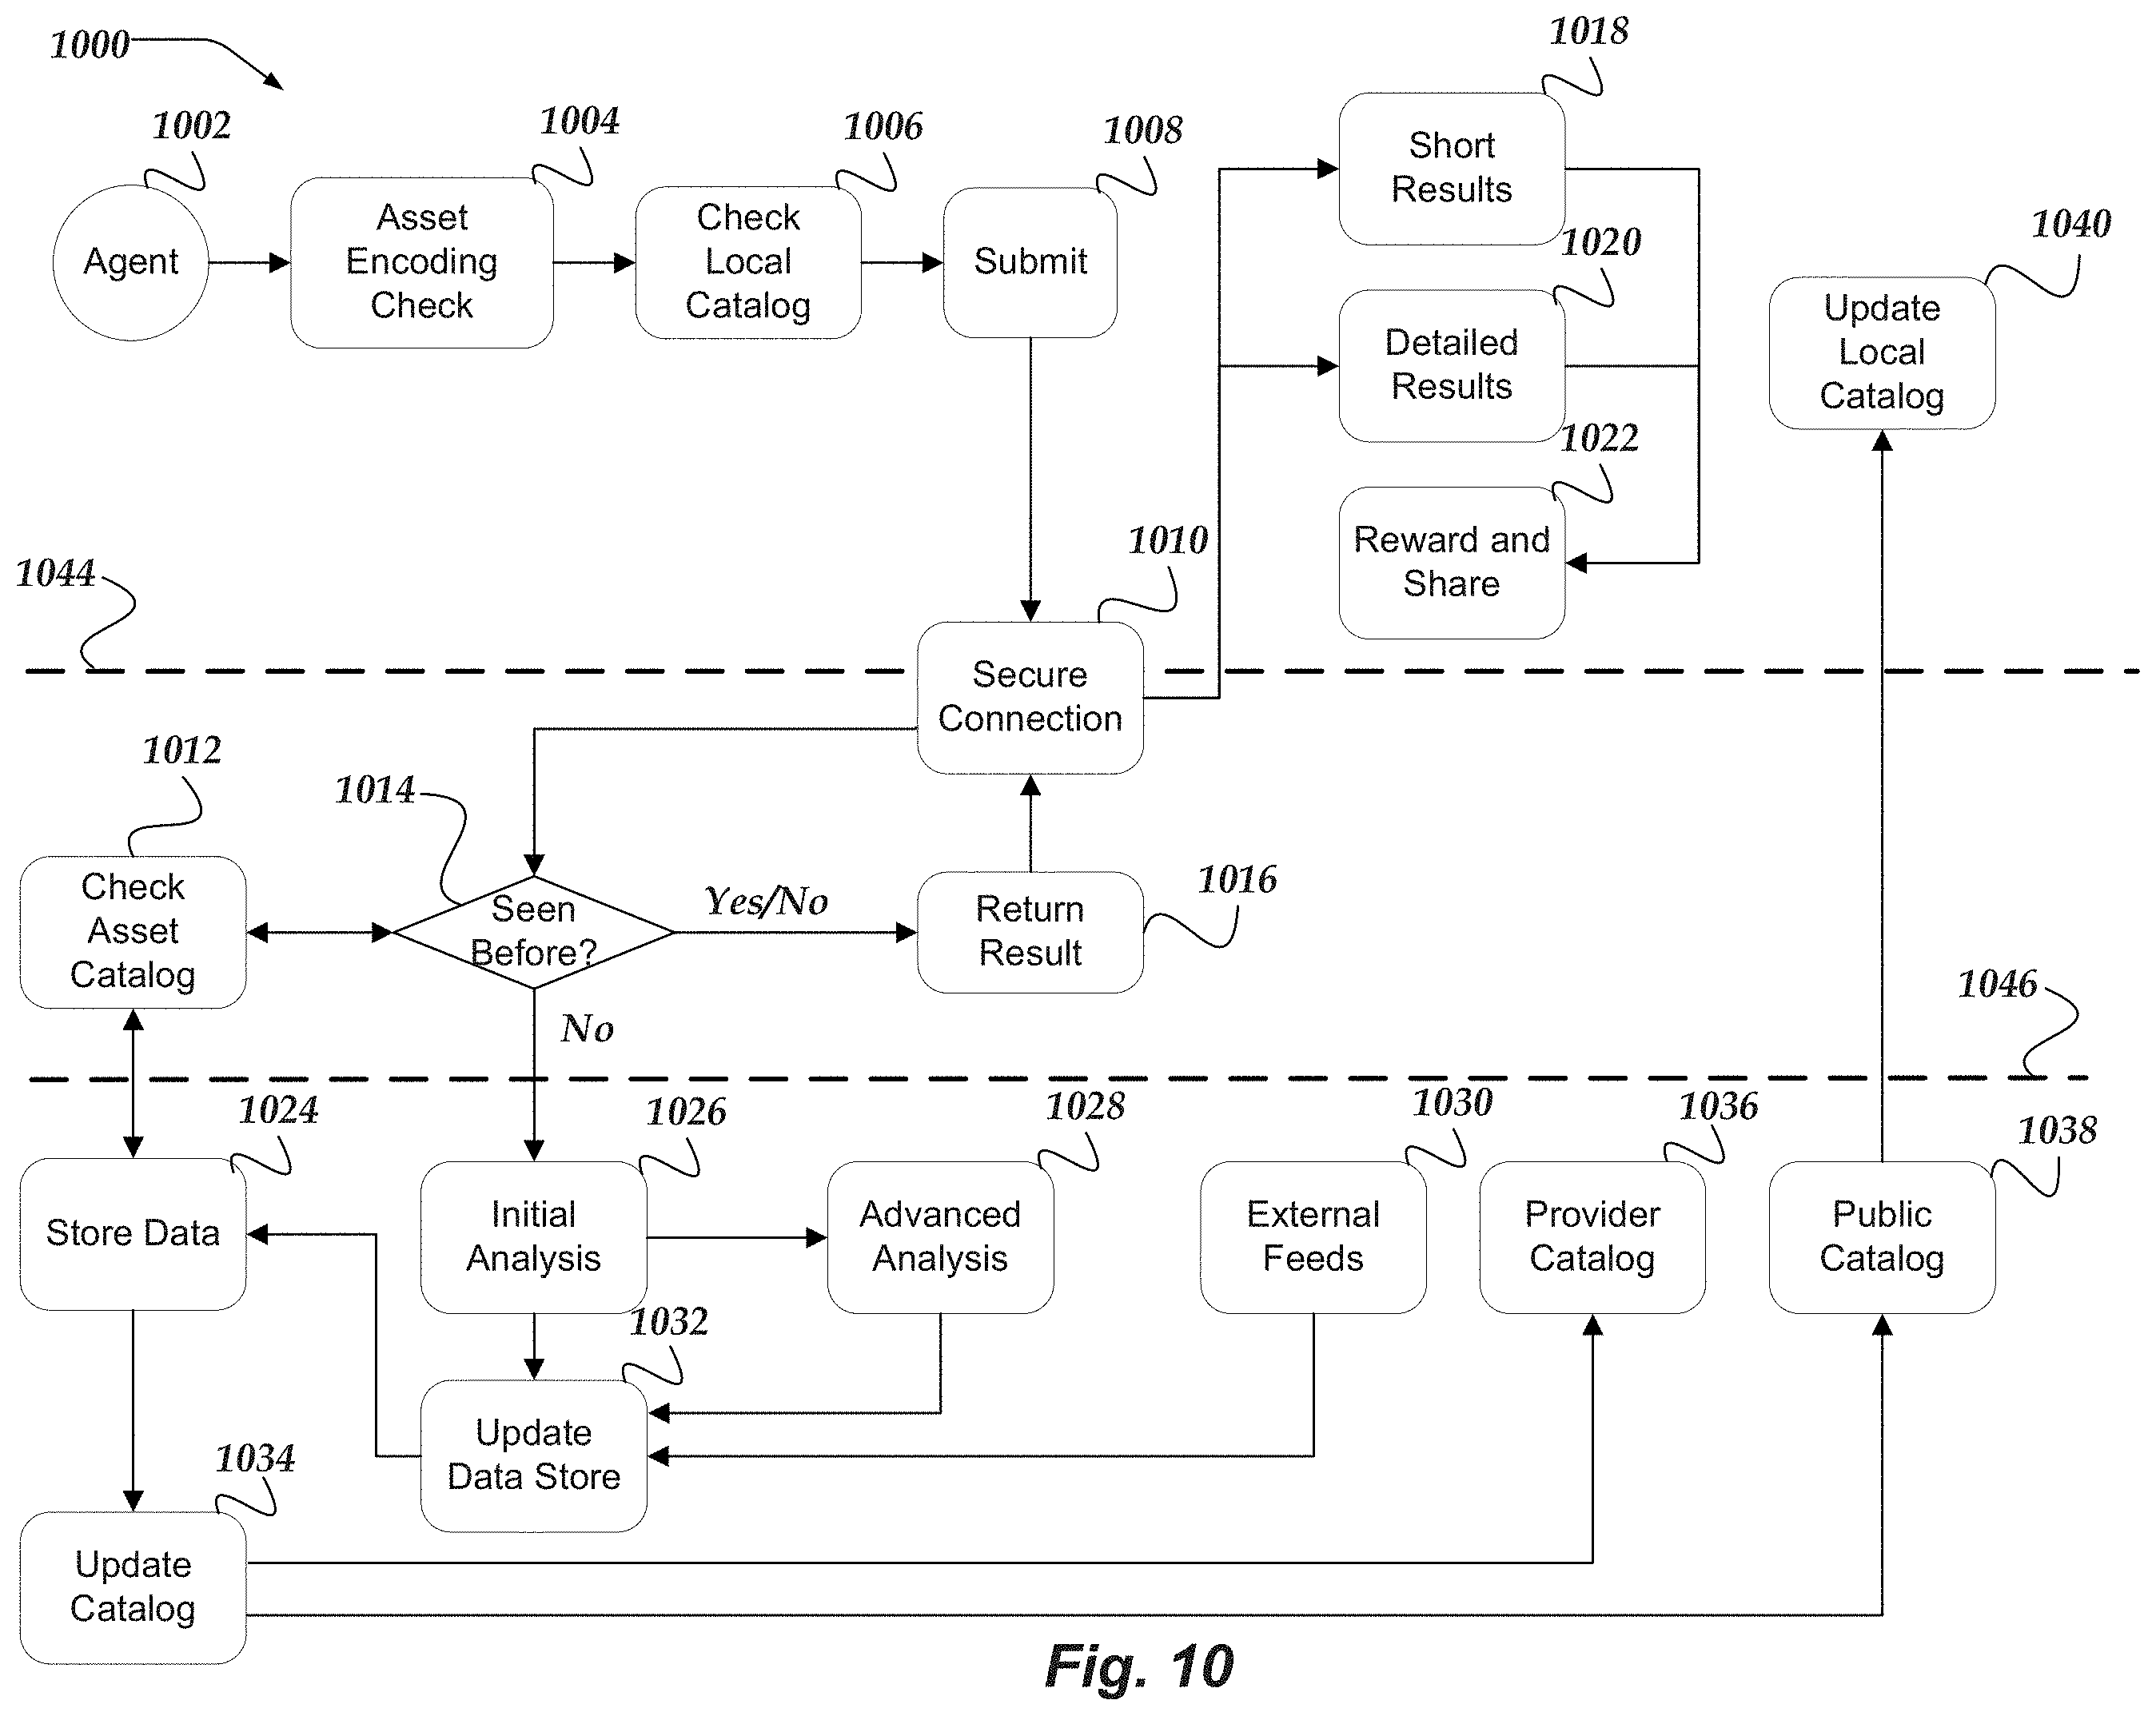 1000
1002
1004
1006
1008
1018
Agent
Asset
Encoding
Check
Check
Local
Catalog
Submit
Short
Results
1020
Detailed
Results
1022
Reward and
Share
1040
Update
Local
Catalog
1044
1010
Secure
Connection
1012
1014
Check
Asset
Catalog
Seen
Before?
Yes/No
Return
Result
1016
No
1046
1024
1026
1028
1030
1036
1038
Store Data
Initial
Analysis
Advanced
Analysis
External
Feeds
Provider
Catalog
Public
Catalog
1032
Update
Data Store
1034
Update
Catalog
Fig. 10